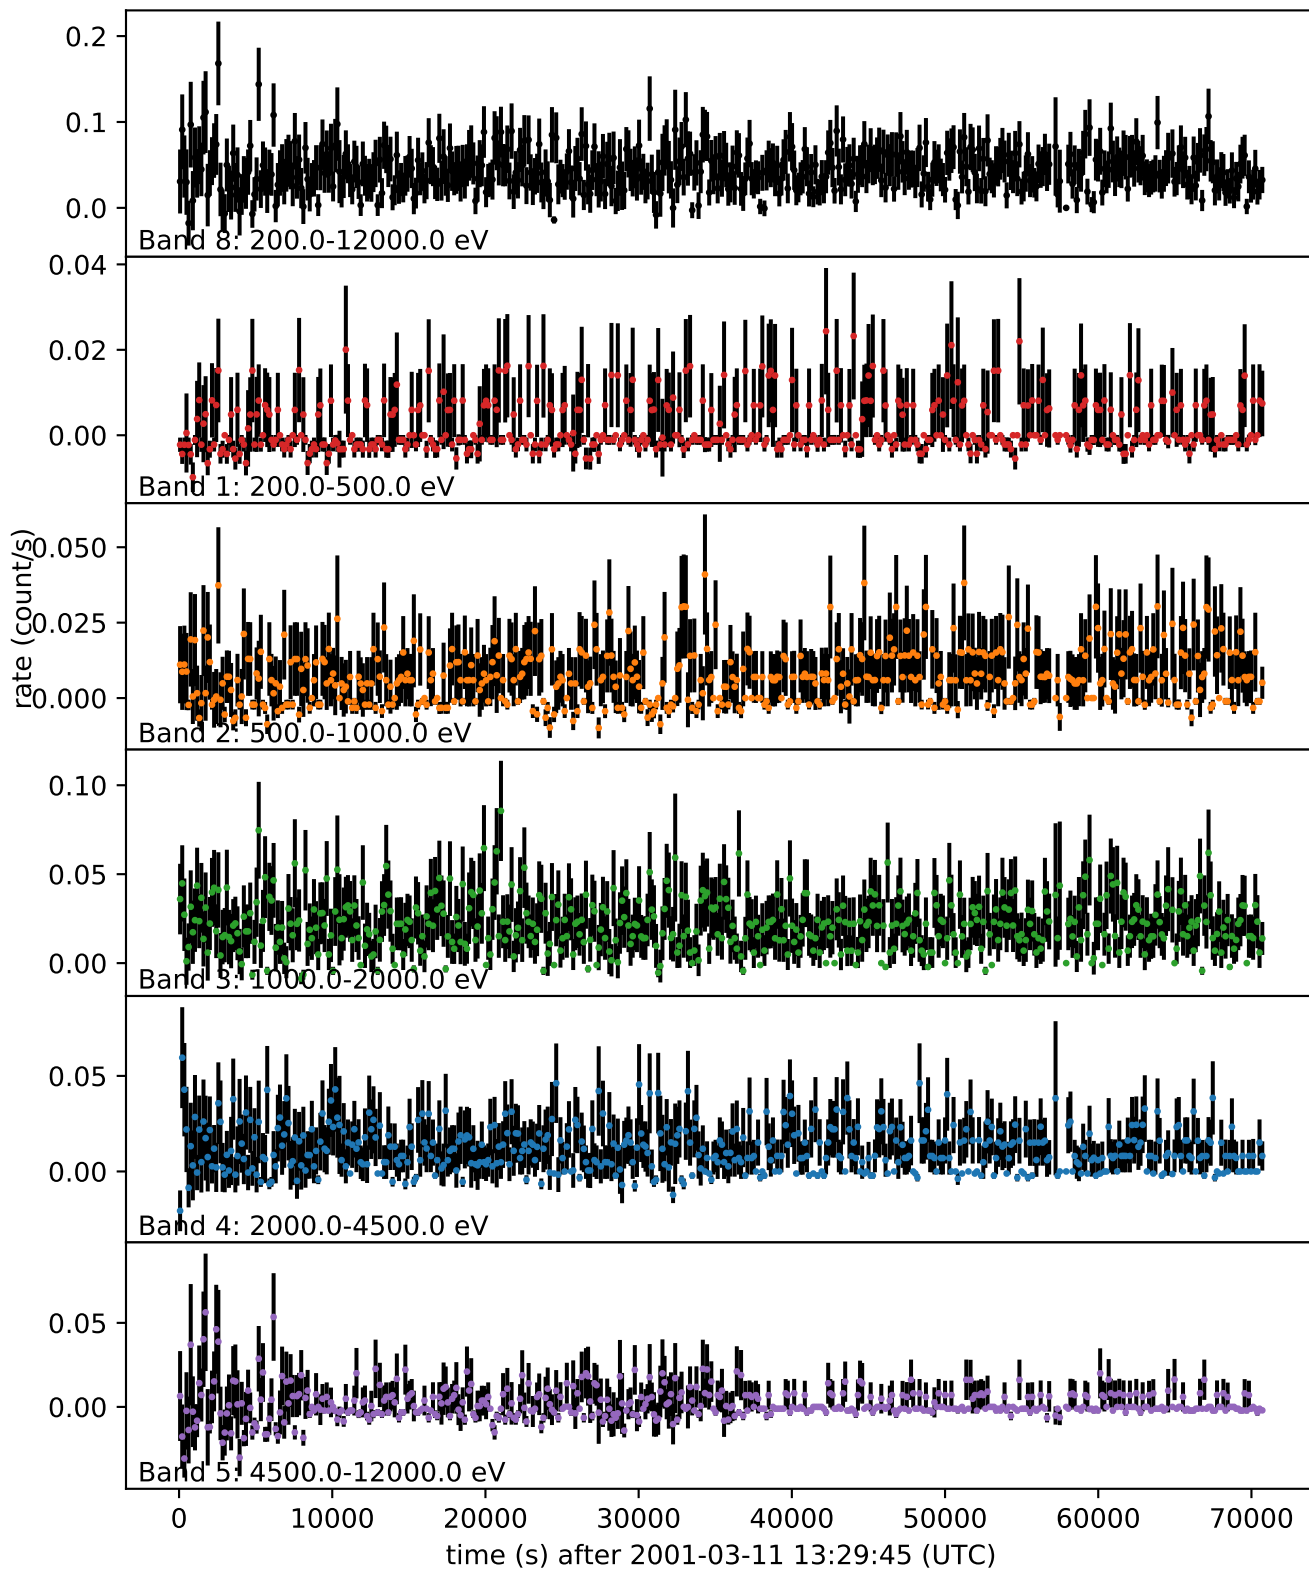 0.2
0.1
0.0
Band 8: 200.0-12000.0 eV
0.04
0.02
0.00
Band 1: 200.0-500.0 eV
rate (count/s)
0.050
0.025
0.000
Band 2: 500.0-1000.0 eV
0.10
0.05
0.00
Band 3: 1000.0-2000.0 eV
0.05
0.00
Band 4: 2000.0-4500.0 eV
0.05
0.00
Band 5: 4500.0-12000.0 eV
0 10000 20000 30000 40000 50000 60000 70000
time (s) after 2001-03-11 13:29:45 (UTC)